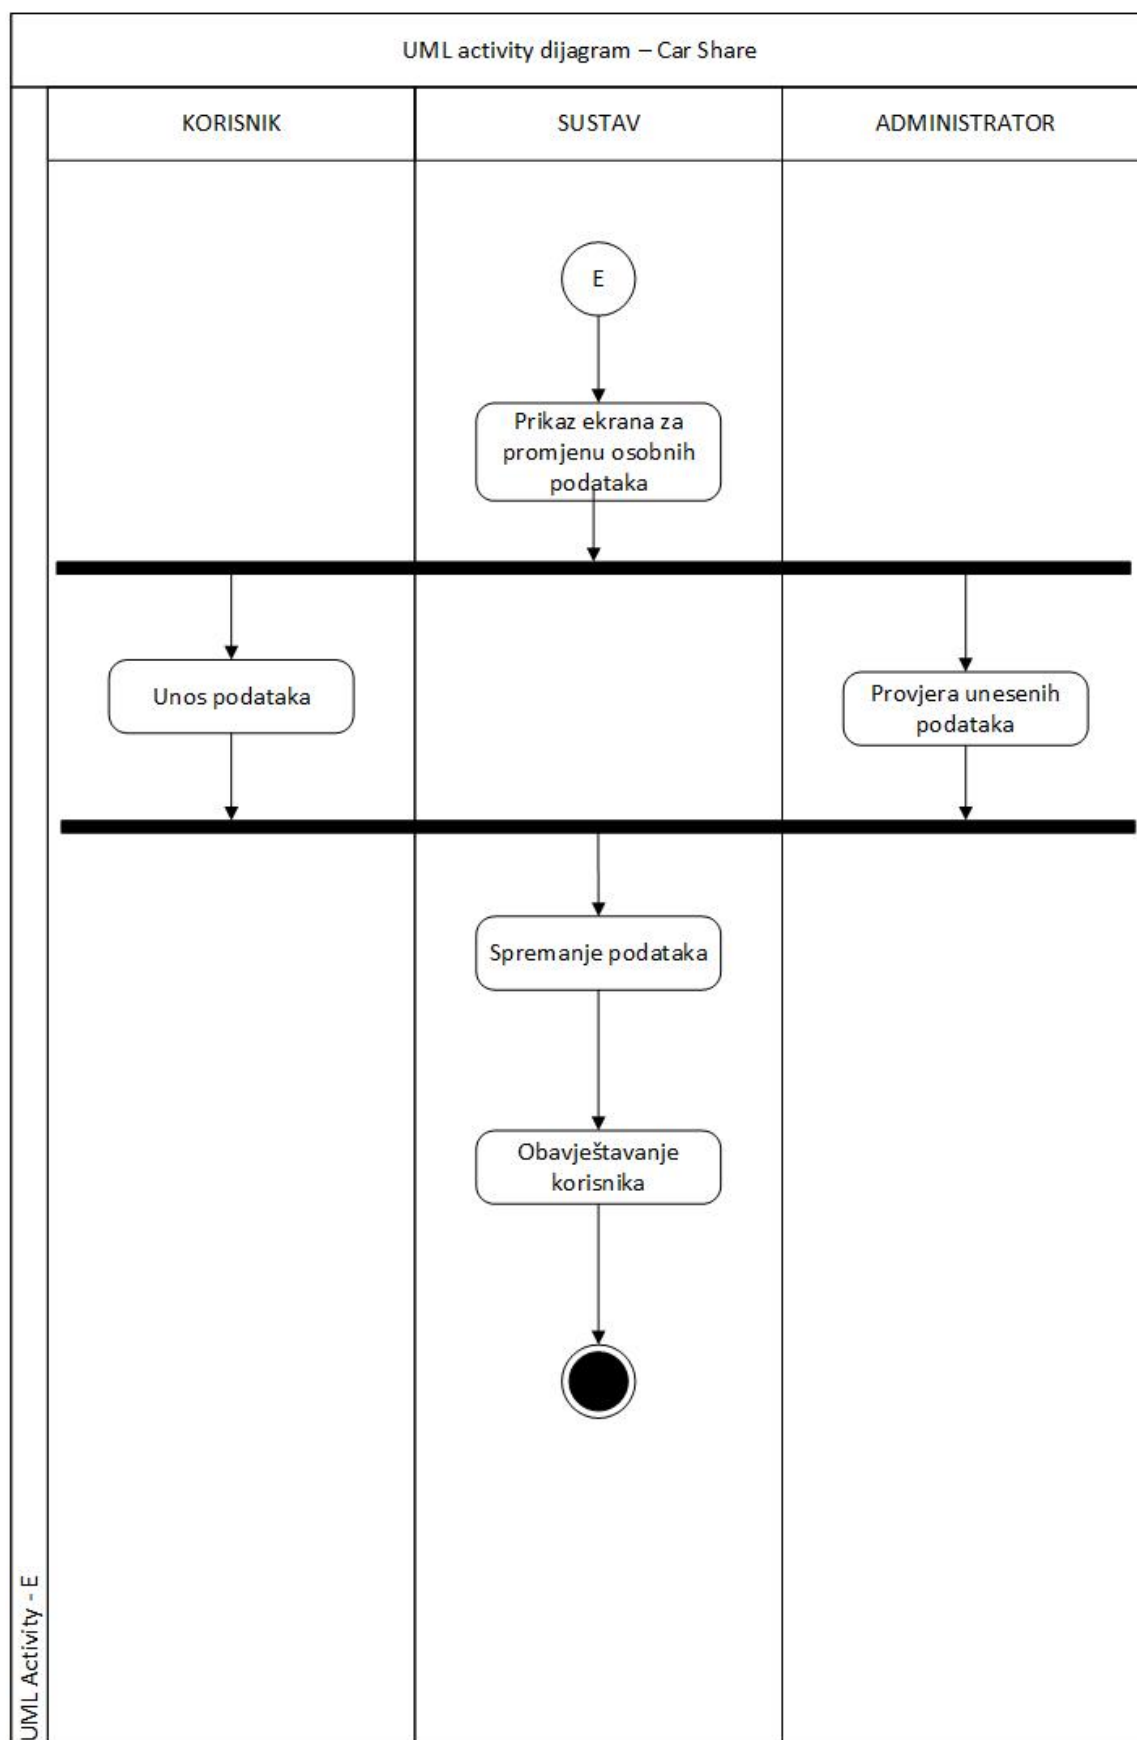 UML activity dijagram – Car Share
KORISNIK
SUSTAV
ADMINISTRATOR
E
Prikaz ekrana za
promjenu osobnih
podataka
Unos podataka
Provjera unesenih
podataka
Spremanje podataka
Obavještavanje
korisnika
UML Activity - E